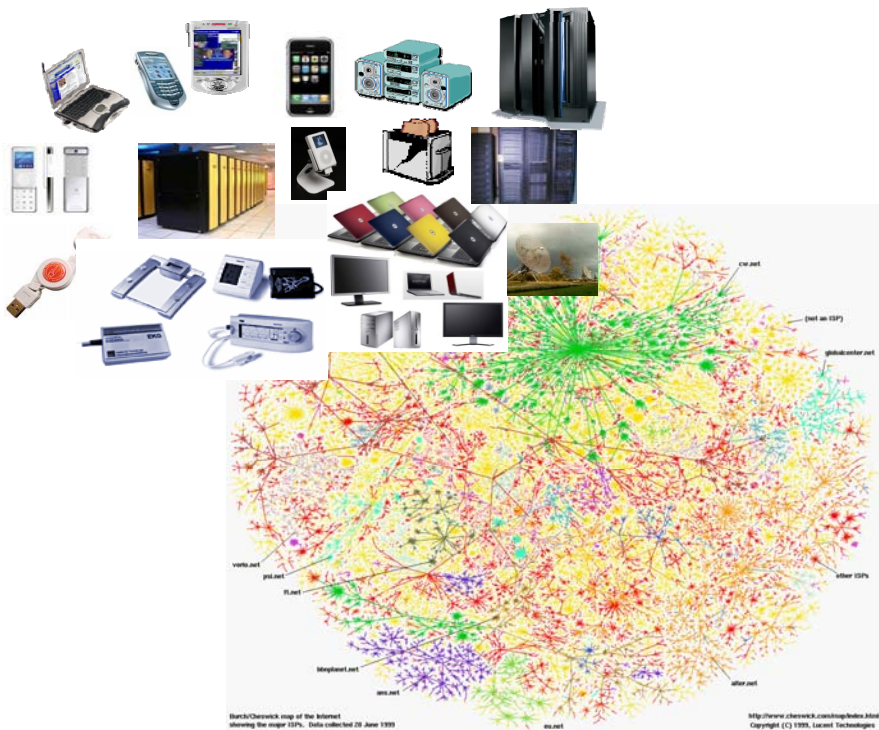 cw.net
(not an ISP)
globalcenter.net
EKG
verio.net
psi.net
fi.net
other ISPs
bbnplanet.net
alter.net
ans.net
eu.net
Burch/Cheswick map of the Internet
showing the major ISPs. Data collected 28 June 1999
http://www.cheswick.com/map/index.html
Copyright (C) 1999, Lucent Technologies